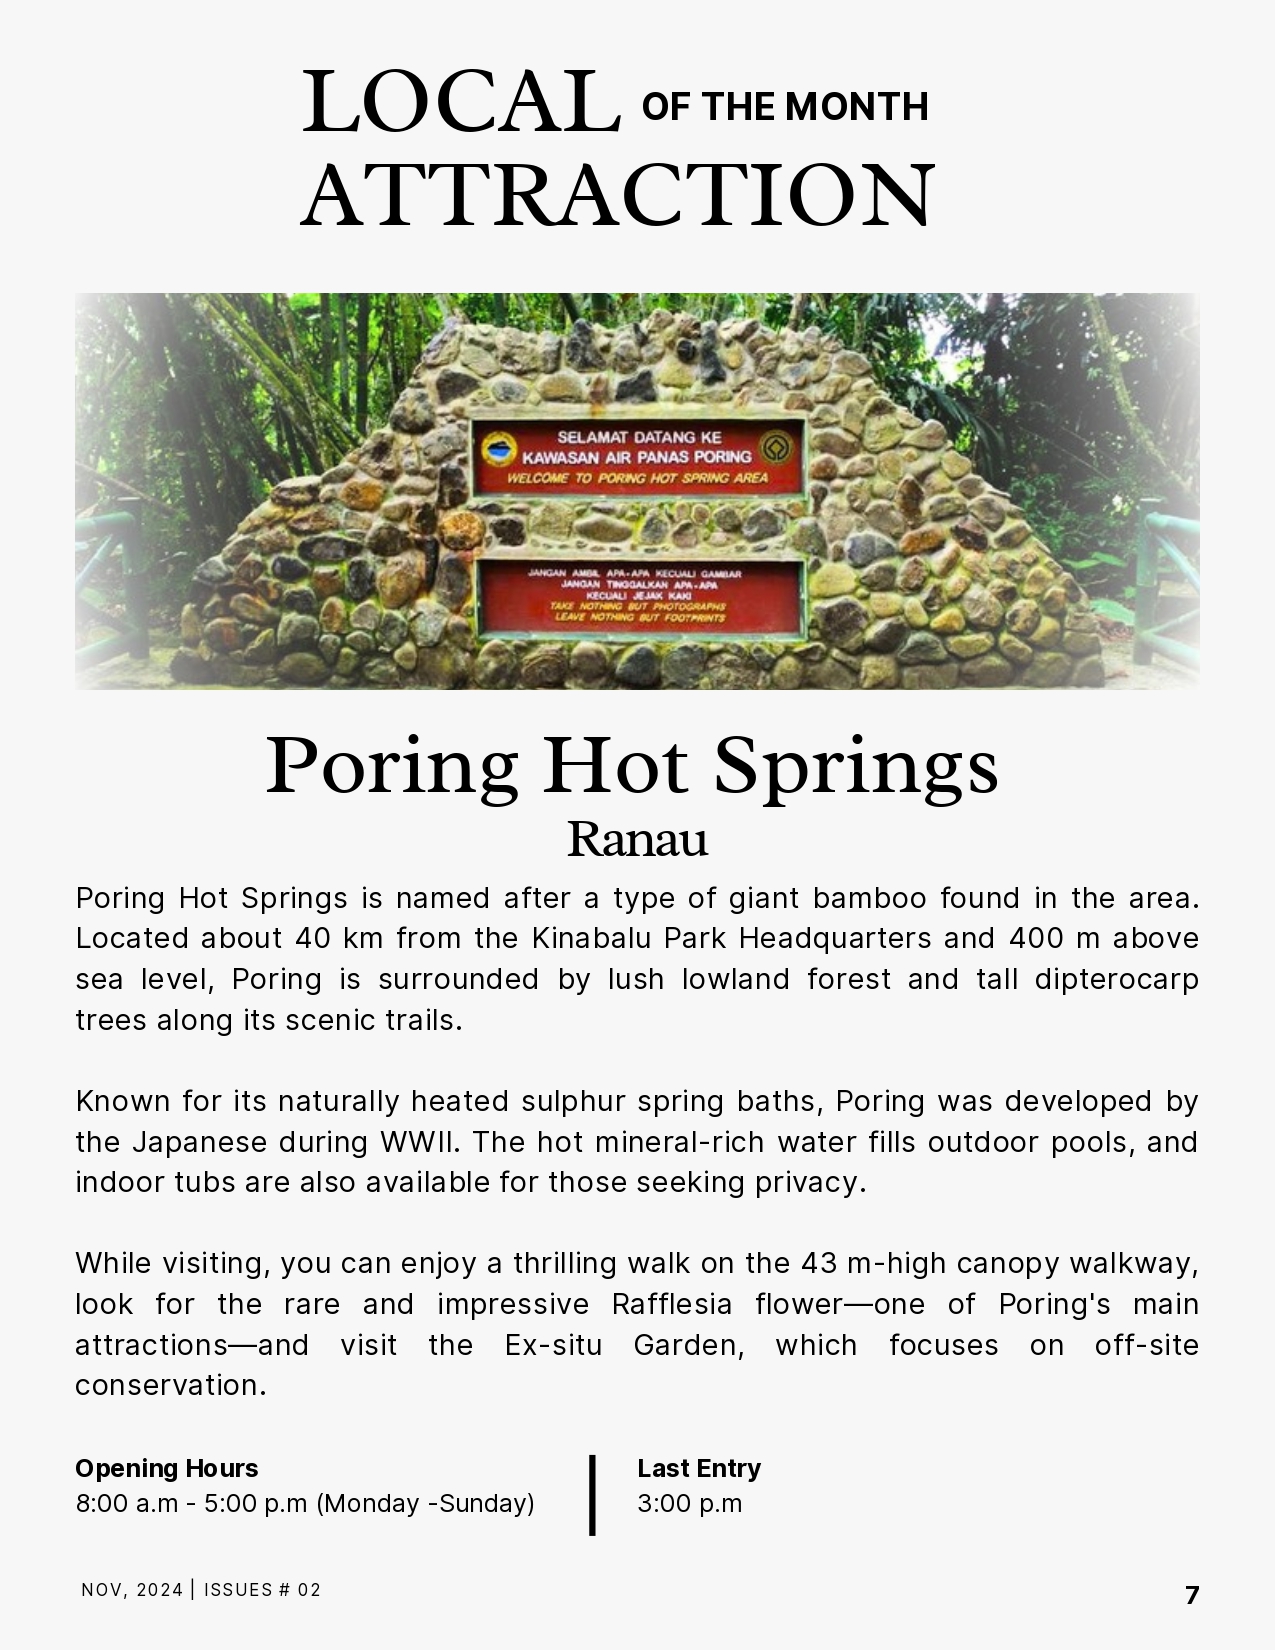 LOCAL OF THE MONTH
ATTRACTION
SELAMAT DATANG KE
KAWASAN AIR PANAS PORING
WELCOME TO PORING HOT SPRING AREA
JANGAN AMBIL APA-APA KECUALI GAMBAR
JANGAN TINGGALKAN APA-APA
KECUALI JEJAK KAKI
TAKE NOTHING BUT PHOTOGRAPHS
LEAVE NOTHING BUT FOOTPRINTS
Poring Hot Springs
Ranau
Poring Hot Springs is named after a type of giant bamboo found in the area.
Located about 40 km from the Kinabalu Park Headquarters and 400 m above
sea level, Poring is surrounded by lush lowland forest and tall dipterocarp
trees along its scenic trails.
Known for its naturally heated sulphur spring baths, Poring was developed by
the Japanese during WWII. The hot mineral-rich water fills outdoor pools, and
indoor tubs are also available for those seeking privacy.
While visiting, you can enjoy a thrilling walk on the 43 m-high canopy walkway,
look for the rare and impressive Rafflesia flower—one of Poring's main
attractions—and visit the Ex-situ Garden, which focuses on off-site
conservation.
Opening Hours
8:00 a.m - 5:00 p.m (Monday -Sunday)
Last Entry
3:00 p.m
NOV, 2024 | ISSUES # 02
7